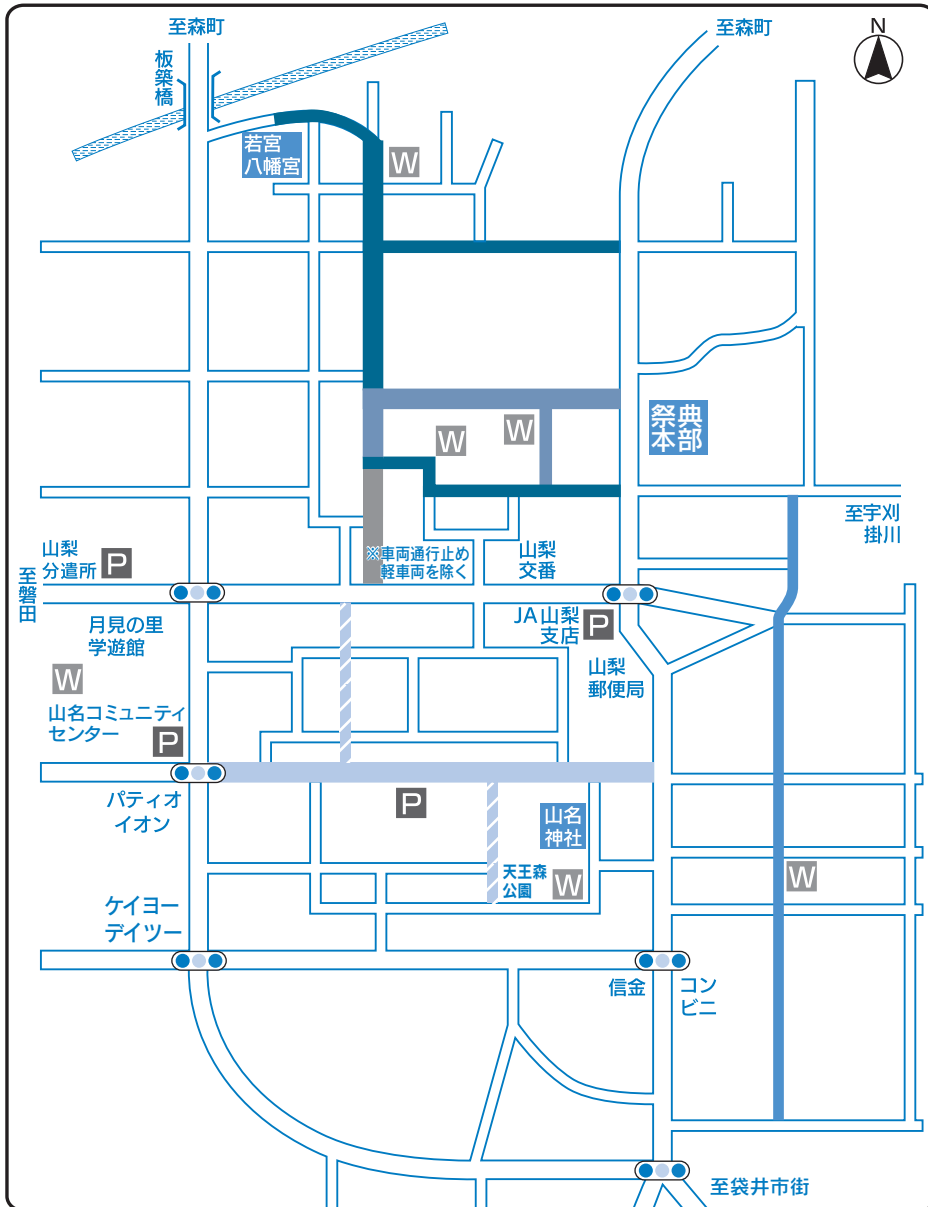 至森町
至森町
N
板築橋
若宮
八幡宮
W
祭典
本部
W
W
至宇刈
掛川
山梨
分遣所
P
※車両通行止め
軽車両を除く
山梨
交番
至磐田
月見の里
学遊館
JA山梨
支店
P
山梨
郵便局
W
山名コミュニティ
センター
P
パティオ
イオン
P
山名
神社
天王森
公園
W
W
ケイヨー
デイツー
信金
コン
ビニ
至袋井市街